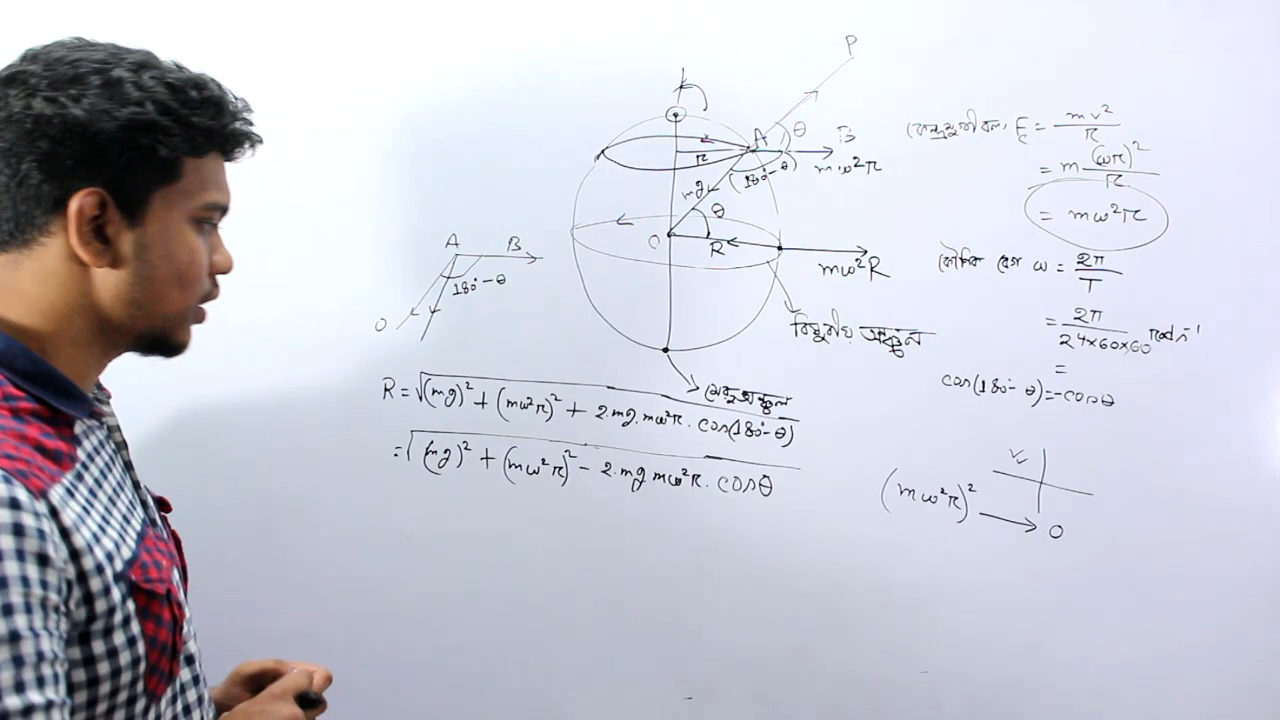 P
A
θ
B
r
(180° - θ)
mω²r
mg
θ
O
R
mω²R
A
B
180° - θ
O
বিষুবীয় অঞ্চল
মেরু অঞ্চল
কেন্দ্রমুখী বল, F_c = mv²/r
= m (ωr)²/r
= mω²r
কৌণিক বেগ ω = 2π/T
= 2π/24×60×60 rad s⁻¹
=
cos(180° - θ) = -cosθ
R = √(mg)² + (mω²r)² + 2.mg.mω²r.cos(180° - θ)
= √(mg)² + (mω²r)² - 2.mg.mω²r.cosθ
(mω²r)² → 0